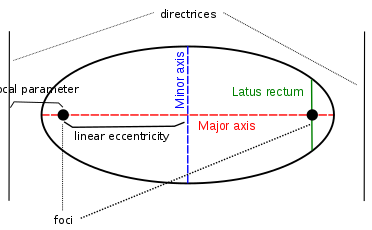 directrices
Minor axis
ocal parameter
Latus rectum
Major axis
linear eccentricity
foci